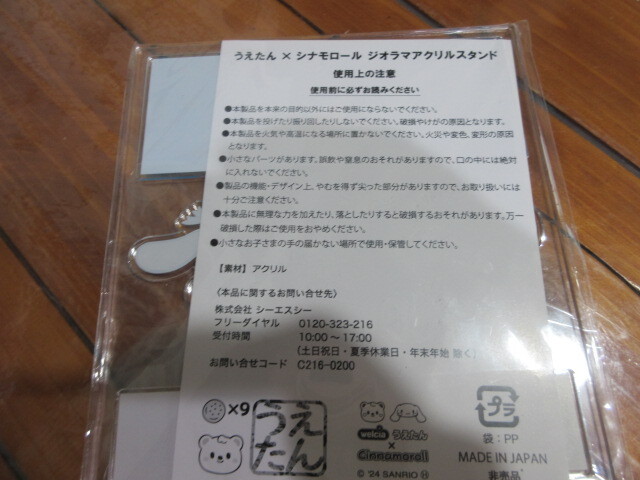 うえたん × シナモロール ジオラマアクリルスタンド
使用上の注意
使用前に必ずお読みください
●本製品を本来の目的以外にはご使用にならないでください。
●本製品を投げたり振り回したりしないでください。破損やけがの原因となります。
●本製品を火気や高温になる場所に置かないでください。火災や変色、変形の原因
となります。
●小さなパーツがあります。誤飲や窒息のおそれがありますので、口の中には絶対
に入れないでください。
●製品の機能・デザイン上、やむを得ず尖った部分がありますので、お取り扱いには
十分ご注意ください。
●本製品に無理な力を加えたり、落としたりすると破損するおそれがあります。万一
破損した際はご使用をおやめください。
●小さなお子さまの手の届かない場所で使用・保管してください。
【素材】アクリル
〈本品に関するお問い合せ先〉
株式会社 シーエスシー
フリーダイヤル 0120-323-216
受付時間 10:00～17:00
(土日祝日・夏季休業日・年末年始 除く)
お問い合せコード C216-0200
×9
うえたん
welcia うえたん
×
Cinnamoroll
© '24 SANRIO Ⓗ
プラ
袋：PP
MADE IN JAPAN
非売品